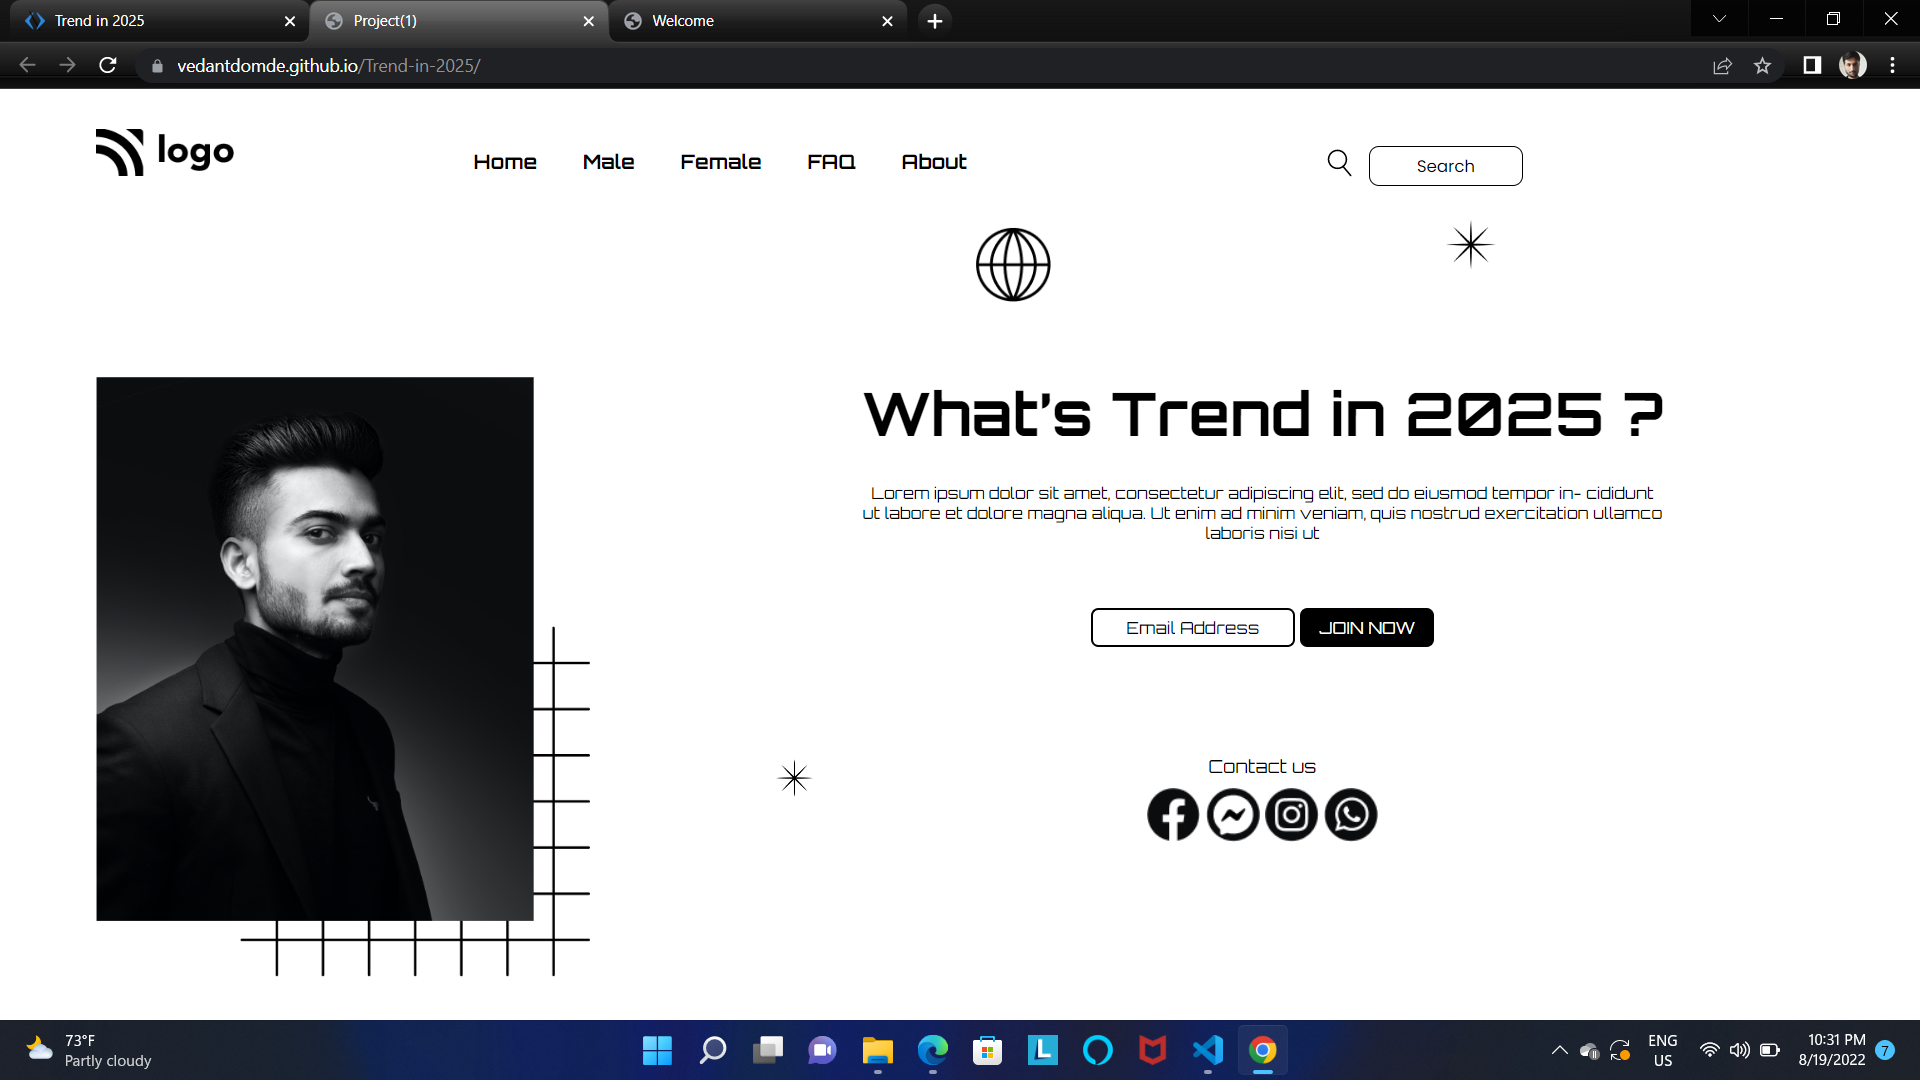 Trend in 2025
Project(1)
Welcome
vedantdomde.github.io/Trend-in-2025/
logo
Home
Male
Female
FAQ
About
Search
What's Trend in 2025 ?
Lorem ipsum dolor sit amet, consectetur adipiscing elit, sed do eiusmod tempor in- cididunt
ut labore et dolore magna aliqua. Ut enim ad minim veniam, quis nostrud exercitation ullamco
laboris nisi ut
Email Address
JOIN NOW
Contact us
73°F
Partly cloudy
L
ENG
US
10:31 PM
8/19/2022
7